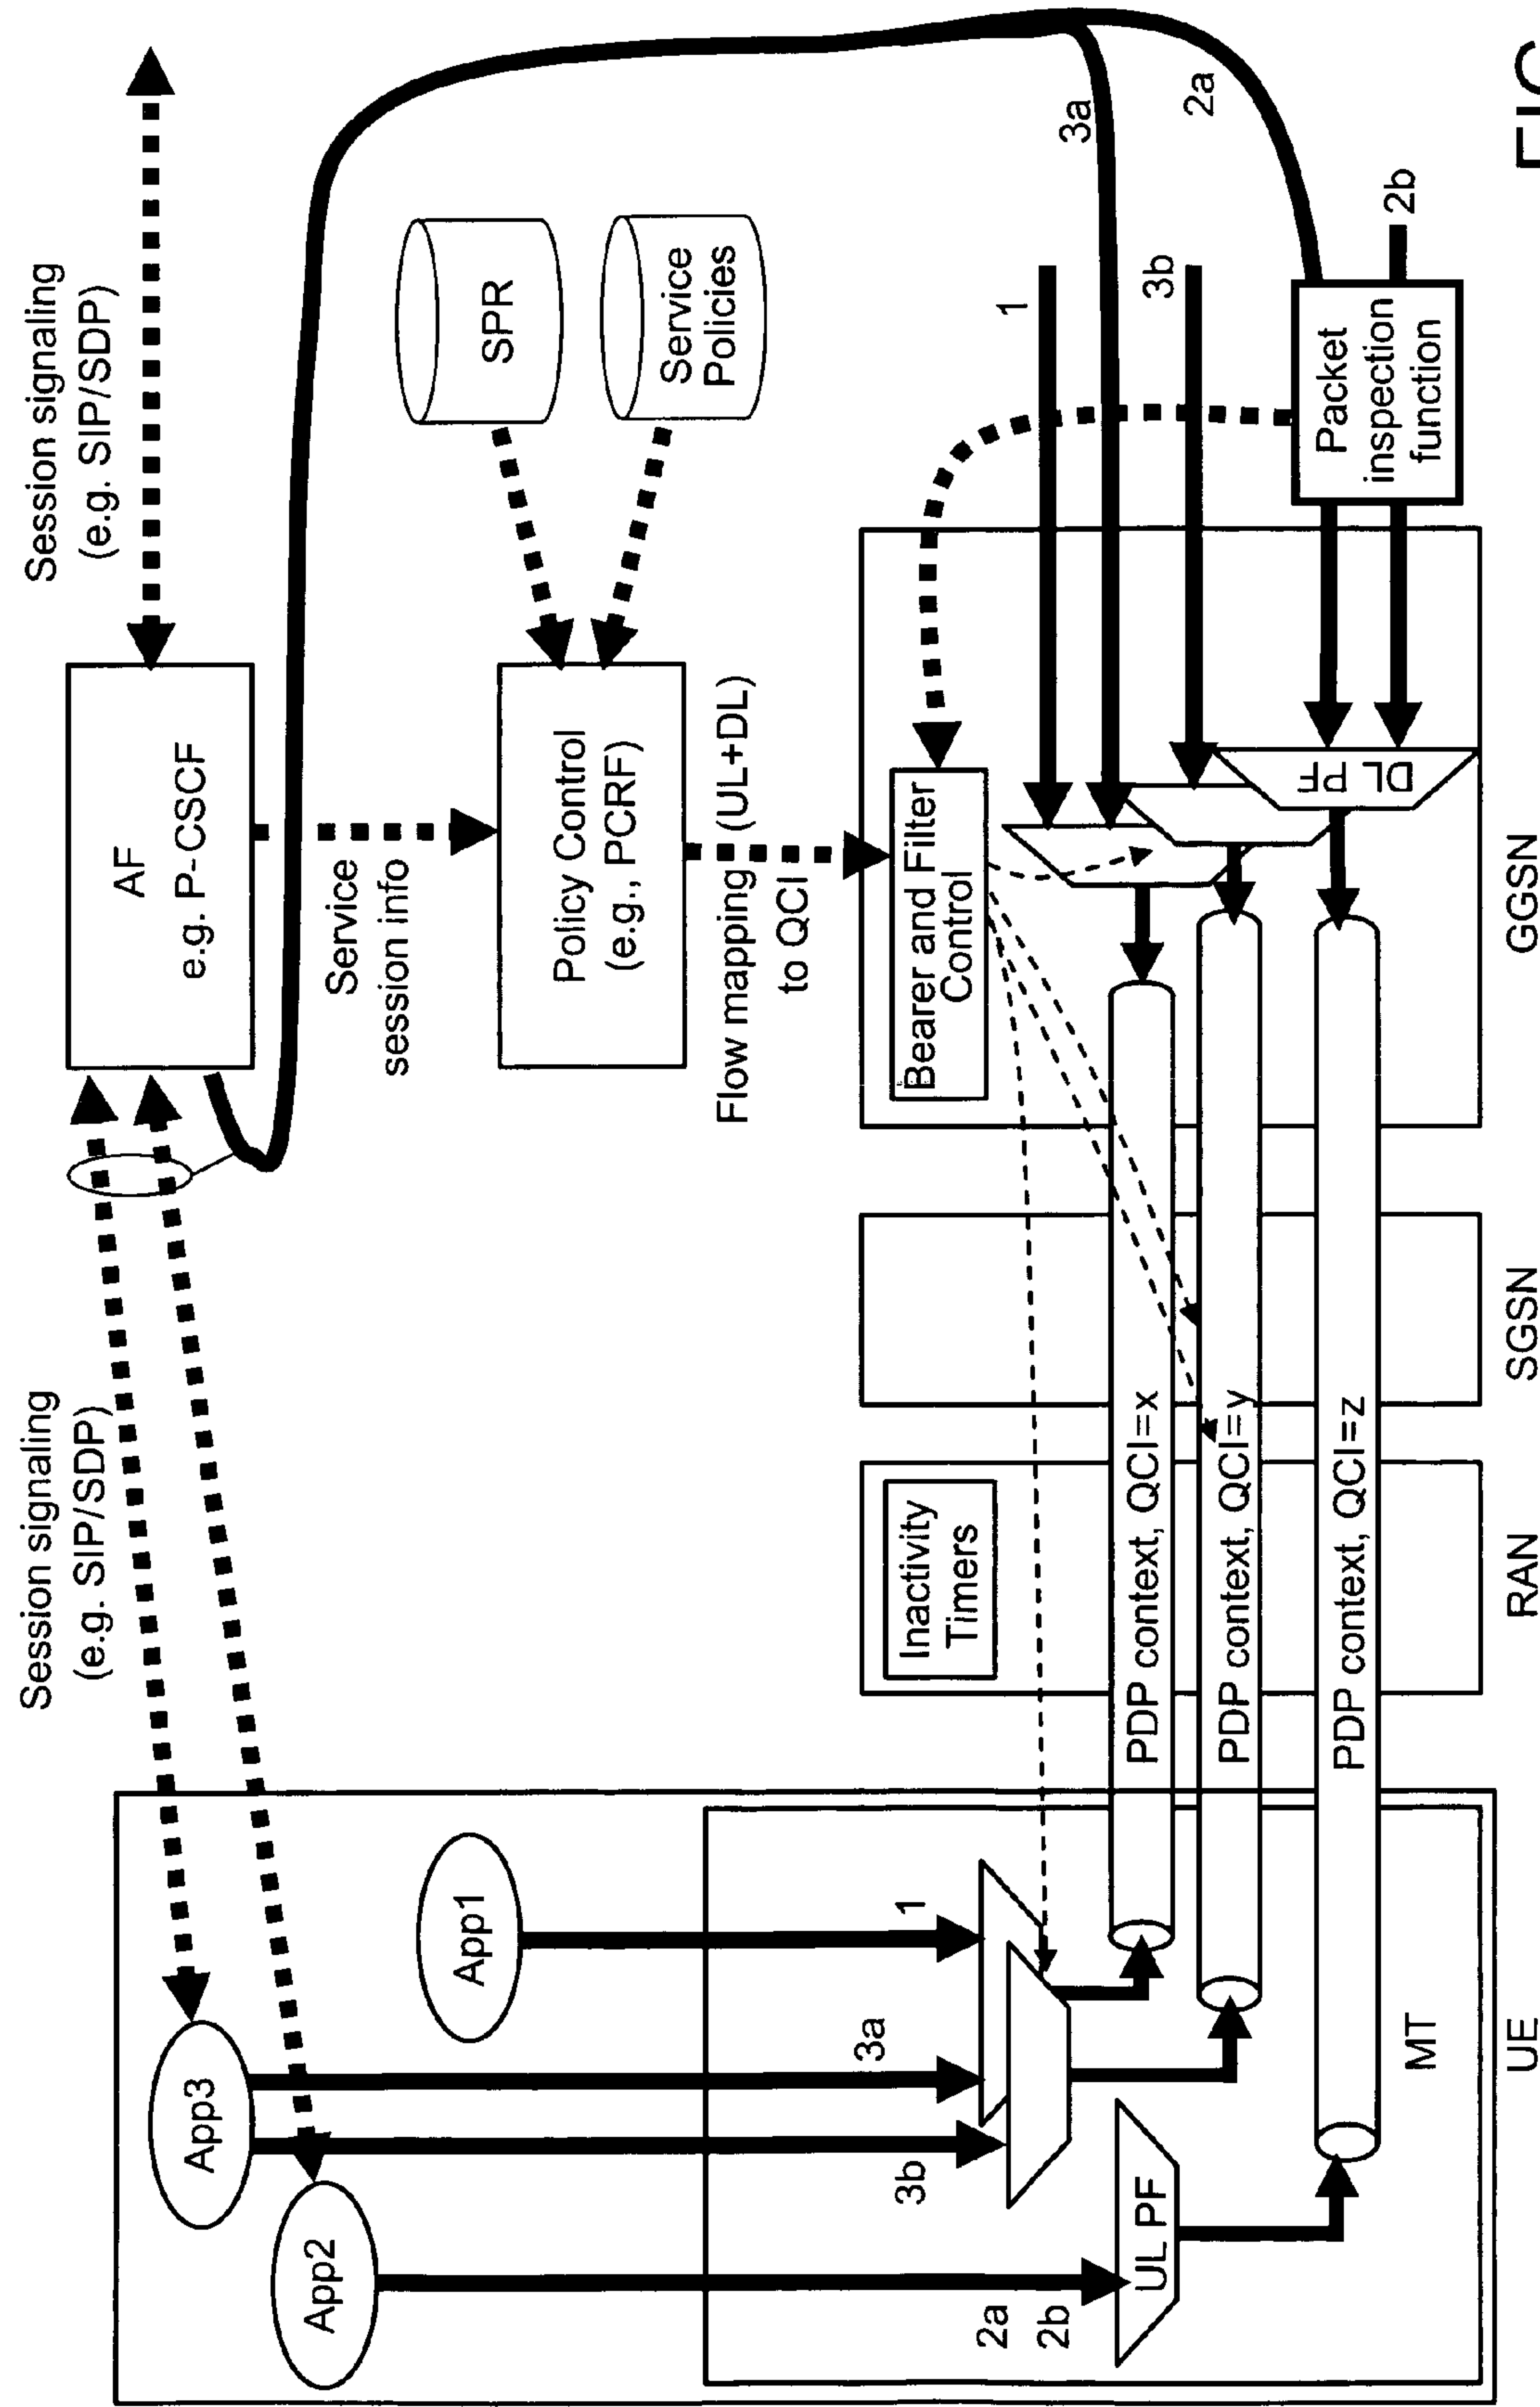 Session signaling
(e.g. SIP/SDP)
Session signaling
(e.g. SIP/SDP)
AF
e.g. P-CSCF
App3
App2
App1
Service
session info
SPR
Service
Policies
Policy Control
(e.g., PCRF)
Flow mapping (UL+DL)
to QCI
3a
3b
1
2a
2b
UL PF
MT
UE
Inactivity
Timers
PDP context, QCI=x
PDP context, QCI=y
PDP context, QCI=z
RAN
SGSN
Bearer and Filter
Control
DL PF
GGSN
1
3a
3b
2a
2b
Packet
inspection
function